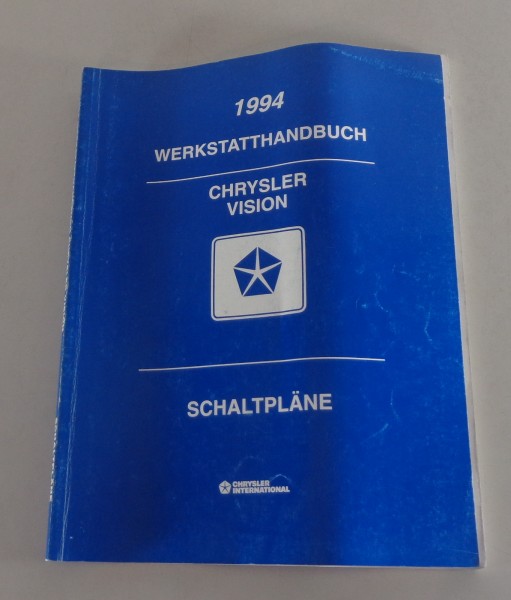 1994
WERKSTATTHANDBUCH
CHRYSLER
VISION
SCHALTPLÄNE
CHRYSLER
INTERNATIONAL